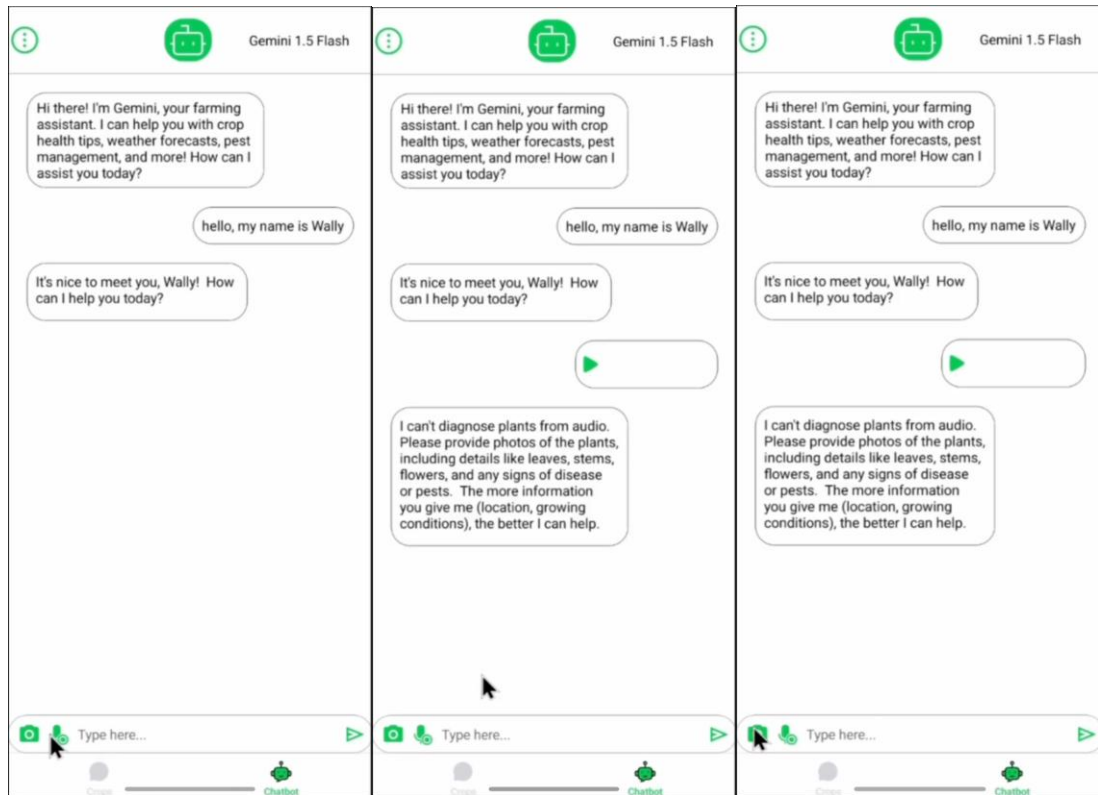 Gemini 1.5 Flash
Hi there! I'm Gemini, your farming
assistant. I can help you with crop
health tips, weather forecasts, pest
management, and more! How can I
assist you today?
hello, my name is Wally
It's nice to meet you, Wally!  How
can I help you today?
Type here...
Crops
Chatbot
Gemini 1.5 Flash
Hi there! I'm Gemini, your farming
assistant. I can help you with crop
health tips, weather forecasts, pest
management, and more! How can I
assist you today?
hello, my name is Wally
It's nice to meet you, Wally!  How
can I help you today?
I can't diagnose plants from audio.
Please provide photos of the plants,
including details like leaves, stems,
flowers, and any signs of disease
or pests.  The more information
you give me (location, growing
conditions), the better I can help.
Type here...
Crops
Chatbot
Gemini 1.5 Flash
Hi there! I'm Gemini, your farming
assistant. I can help you with crop
health tips, weather forecasts, pest
management, and more! How can I
assist you today?
hello, my name is Wally
It's nice to meet you, Wally!  How
can I help you today?
I can't diagnose plants from audio.
Please provide photos of the plants,
including details like leaves, stems,
flowers, and any signs of disease
or pests.  The more information
you give me (location, growing
conditions), the better I can help.
Type here...
Crops
Chatbot